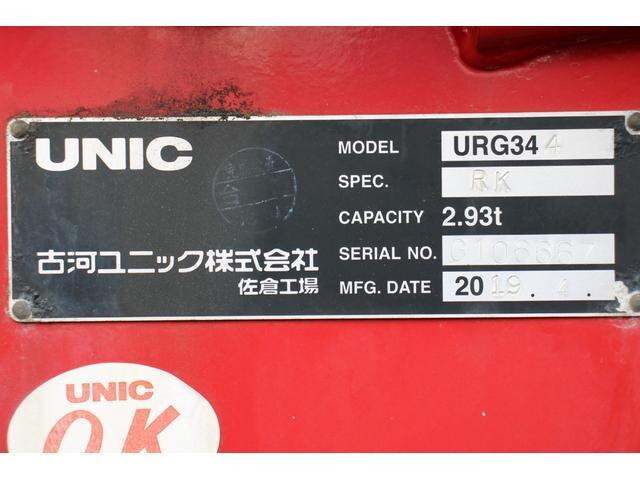 UNIC
MODEL URG344
SPEC. RK
CAPACITY 2.93t
SERIAL NO. G106667
MFG. DATE 2019.4.
古河ユニック株式会社
佐倉工場
UNIC
OK